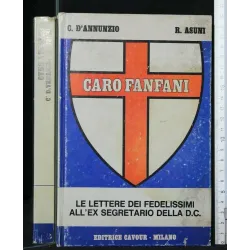 C. D'ANNUNZIO R. ASUNI
CARO FANFANI
LE LETTERE DEI FEDELISSIMI
ALL'EX SEGRETARIO DELLA D.C.
EDITRICE CAVOUR - MILANO